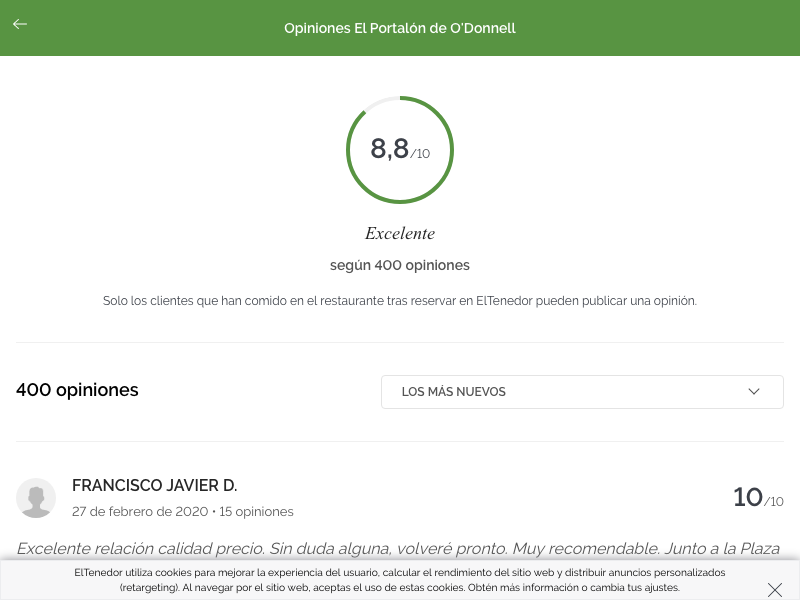 Opiniones El Portalón de O'Donnell
8,8/10
Excelente
según 400 opiniones
Solo los clientes que han comido en el restaurante tras reservar en ElTenedor pueden publicar una opinión.
400 opiniones
LOS MÁS NUEVOS
FRANCISCO JAVIER D.
27 de febrero de 2020 • 15 opiniones
10/10
Excelente relación calidad precio. Sin duda alguna, volveré pronto. Muy recomendable. Junto a la Plaza
ElTenedor utiliza cookies para mejorar la experiencia del usuario, calcular el rendimiento del sitio web y distribuir anuncios personalizados
(retargeting). Al navegar por el sitio web, aceptas el uso de estas cookies. Obtén más información o cambia tus ajustes.